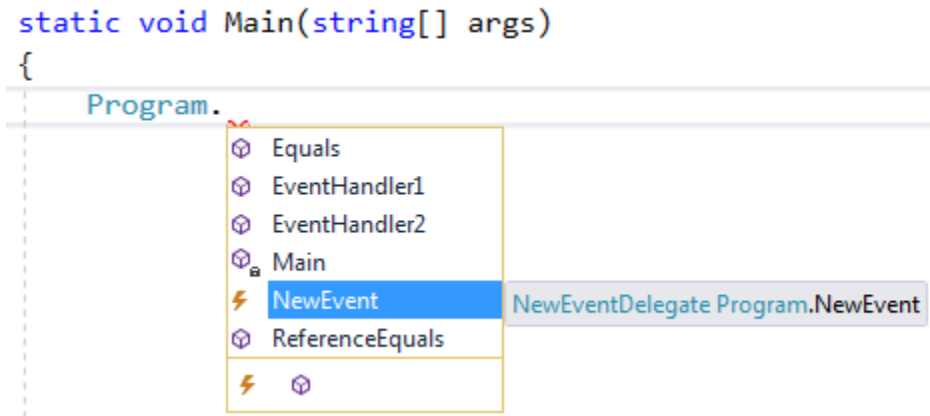 static void Main(string[] args)
{
Program.
Equals
EventHandler1
EventHandler2
Main
NewEvent NewEventDelegate Program.NewEvent
ReferenceEquals